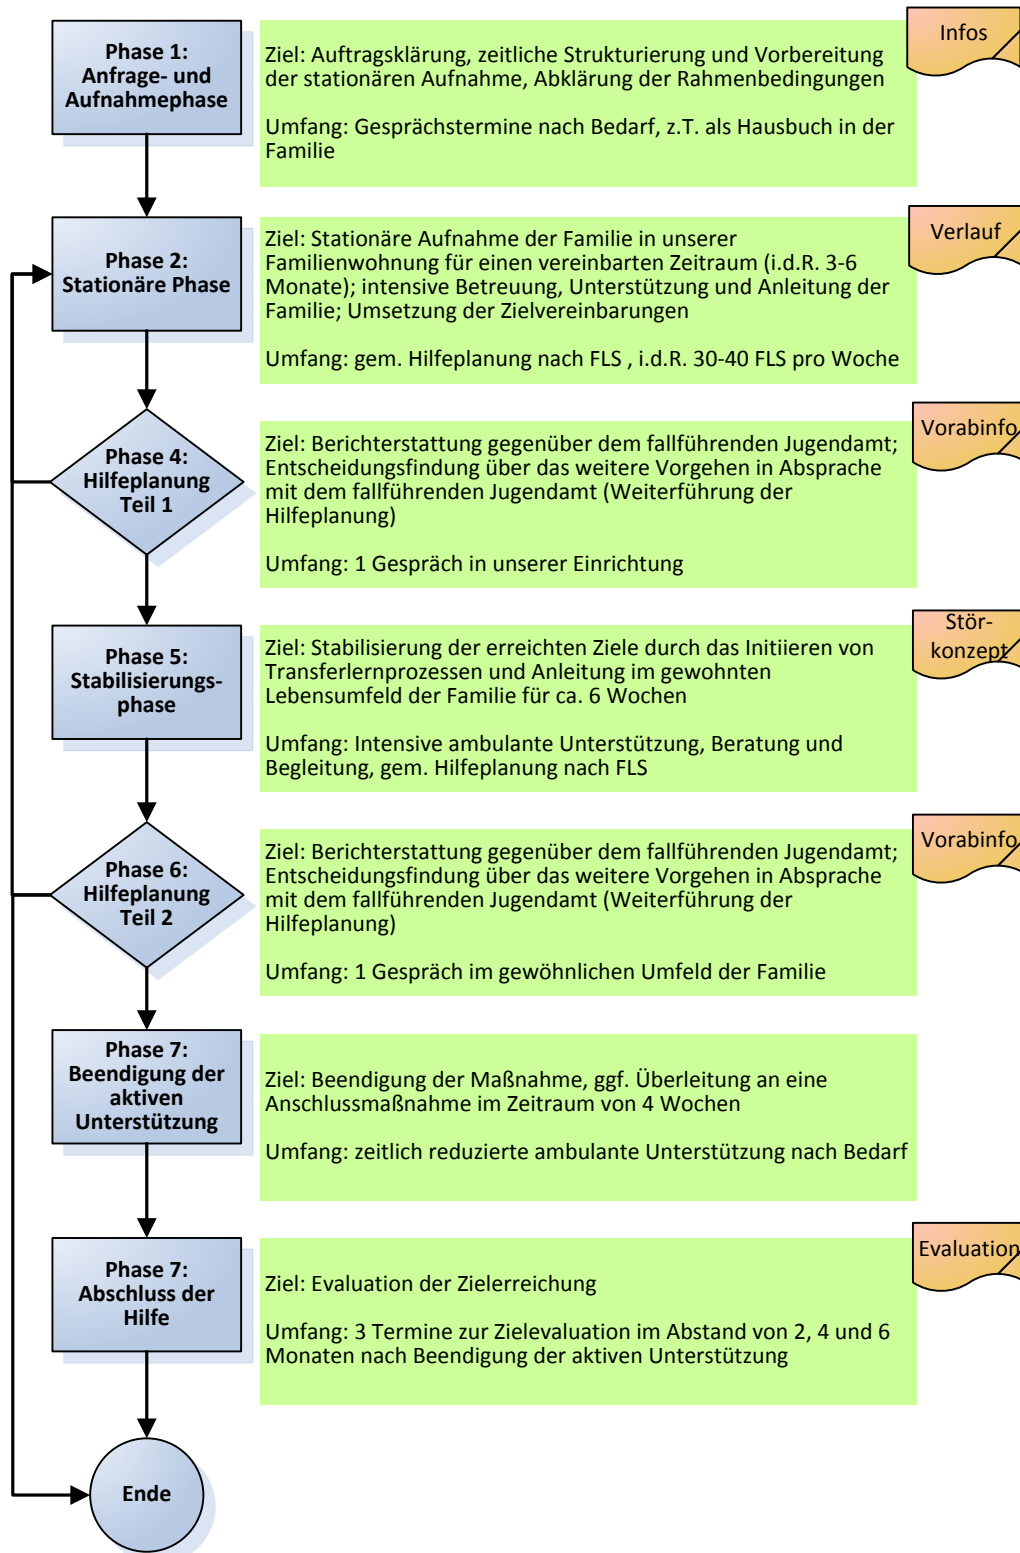 Phase 1:
Anfrage- und
Aufnahmephase
Ziel: Auftragsklärung, zeitliche Strukturierung und Vorbereitung
der stationären Aufnahme, Abklärung der Rahmenbedingungen
Umfang: Gesprächstermine nach Bedarf, z.T. als Hausbuch in der
Familie
Infos
Phase 2:
Stationäre Phase
Ziel: Stationäre Aufnahme der Familie in unserer
Familienwohnung für einen vereinbarten Zeitraum (i.d.R. 3-6
Monate); intensive Betreuung, Unterstützung und Anleitung der
Familie; Umsetzung der Zielvereinbarungen
Umfang: gem. Hilfeplanung nach FLS , i.d.R. 30-40 FLS pro Woche
Verlauf
Phase 4:
Hilfeplanung
Teil 1
Ziel: Berichterstattung gegenüber dem fallführenden Jugendamt;
Entscheidungsfindung über das weitere Vorgehen in Absprache
mit dem fallführenden Jugendamt (Weiterführung der
Hilfeplanung)
Umfang: 1 Gespräch in unserer Einrichtung
Vorabinfo
Phase 5:
Stabilisierungs-
phase
Ziel: Stabilisierung der erreichten Ziele durch das Initiieren von
Transferlernprozessen und Anleitung im gewohnten
Lebensumfeld der Familie für ca. 6 Wochen
Umfang: Intensive ambulante Unterstützung, Beratung und
Begleitung, gem. Hilfeplanung nach FLS
Stör-
konzept
Phase 6:
Hilfeplanung
Teil 2
Ziel: Berichterstattung gegenüber dem fallführenden Jugendamt;
Entscheidungsfindung über das weitere Vorgehen in Absprache
mit dem fallführenden Jugendamt (Weiterführung der
Hilfeplanung)
Umfang: 1 Gespräch im gewöhnlichen Umfeld der Familie
Vorabinfo
Phase 7:
Beendigung der
aktiven
Unterstützung
Ziel: Beendigung der Maßnahme, ggf. Überleitung an eine
Anschlussmaßnahme im Zeitraum von 4 Wochen
Umfang: zeitlich reduzierte ambulante Unterstützung nach Bedarf
Phase 7:
Abschluss der
Hilfe
Ziel: Evaluation der Zielerreichung
Umfang: 3 Termine zur Zielevaluation im Abstand von 2, 4 und 6
Monaten nach Beendigung der aktiven Unterstützung
Evaluation
Ende